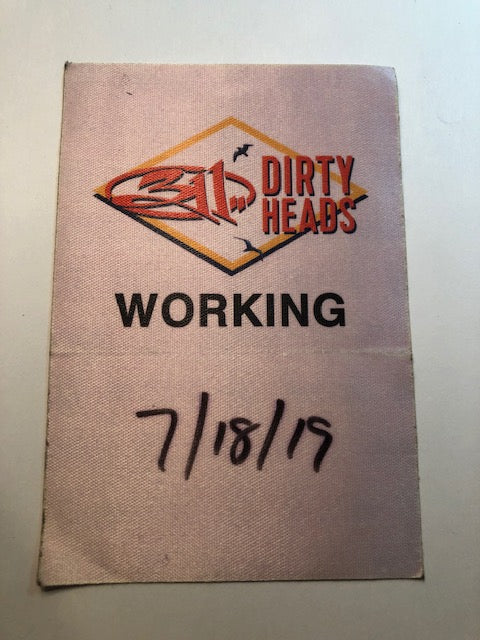 311 DIRTY
HEADS
WORKING
7/18/19